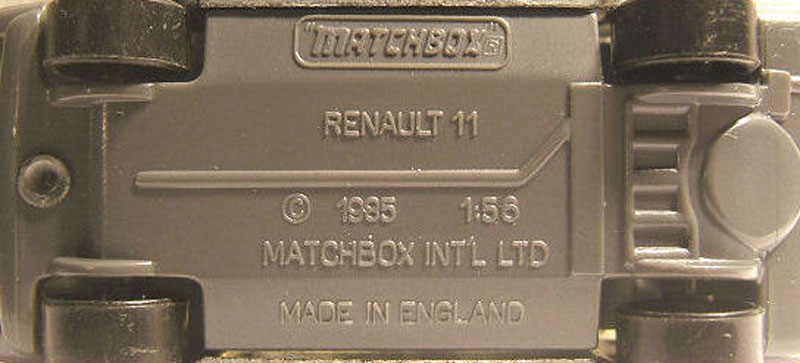 "MATCHBOX" ®
RENAULT 11
© 1985 1:56
MATCHBOX INT'L LTD
MADE IN ENGLAND